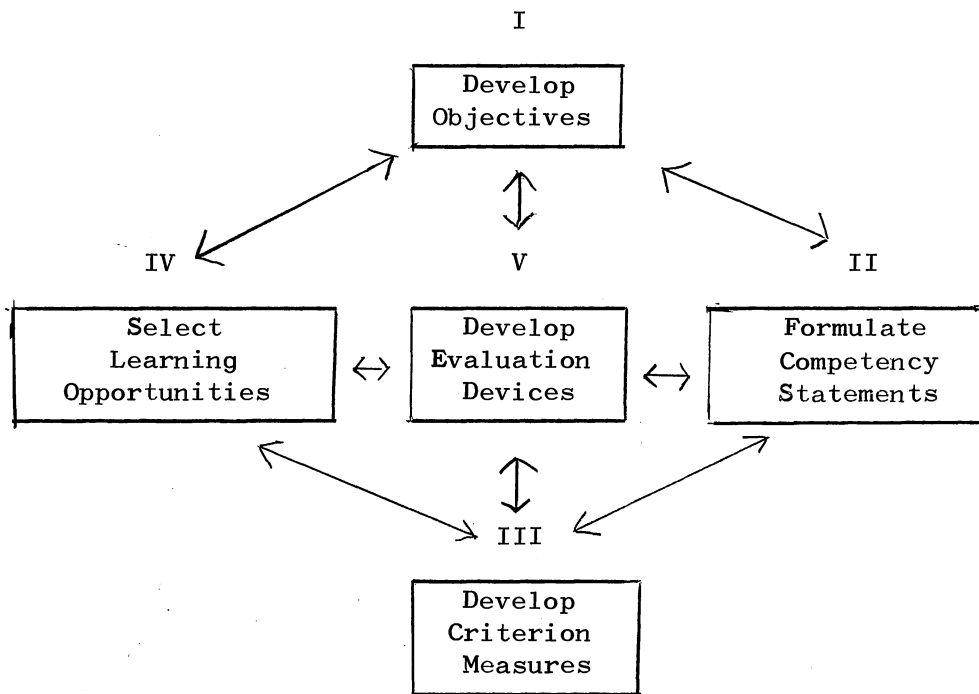 I
Develop
Objectives
IV
V
II
Select
Learning
Opportunities
Develop
Evaluation
Devices
Formulate
Competency
Statements
III
Develop
Criterion
Measures